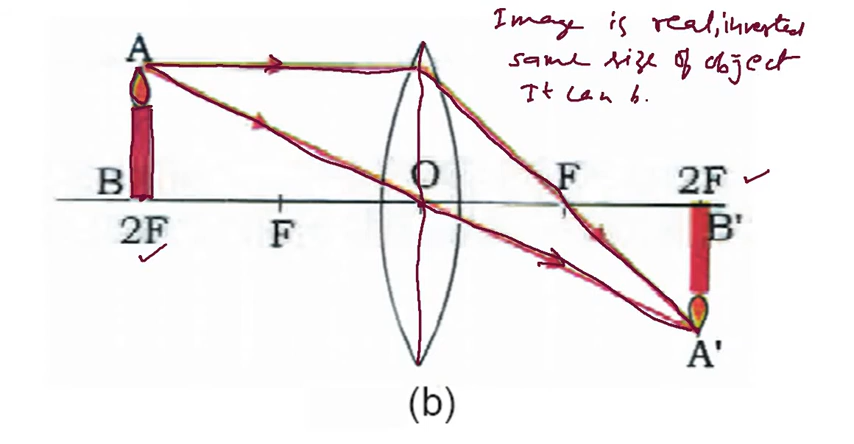 Image is real, inverted
same size of object
It can b.
A
B
O
F
2F
2F
F
B'
A'
(b)